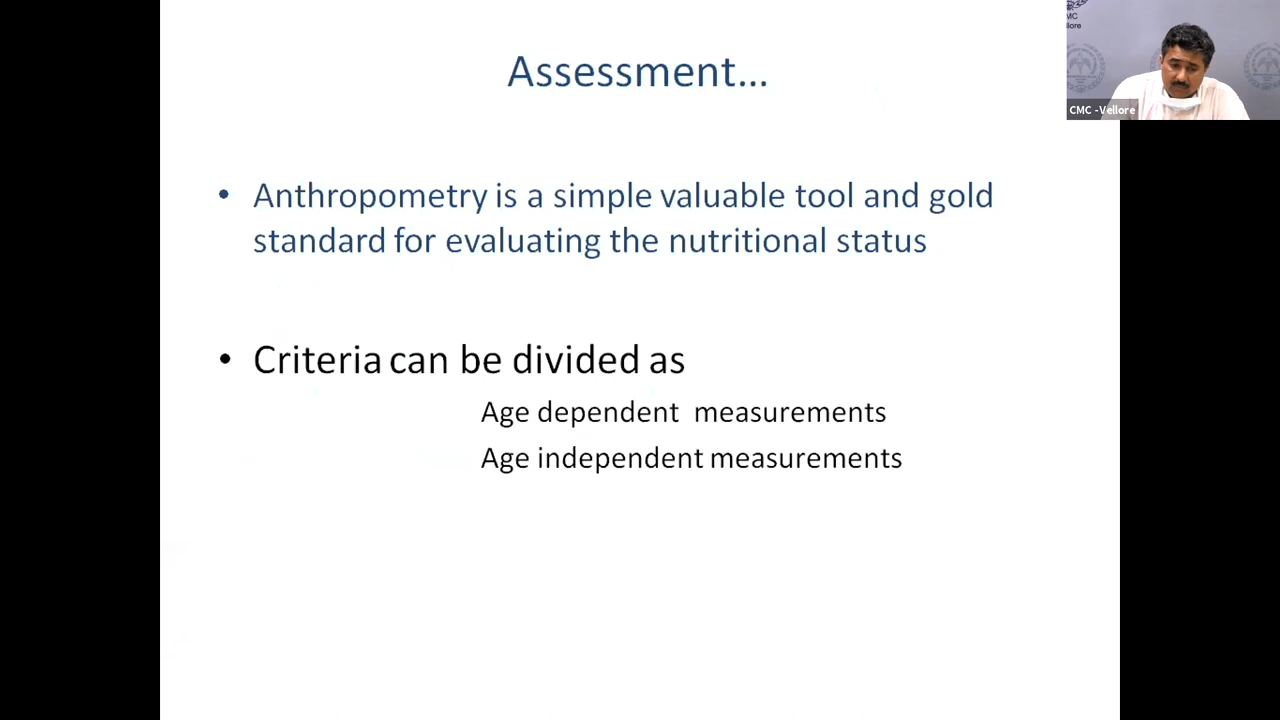 Assessment...
• Anthropometry is a simple valuable tool and gold
standard for evaluating the nutritional status
• Criteria can be divided as
Age dependent measurements
Age independent measurements
CMC -Vellore